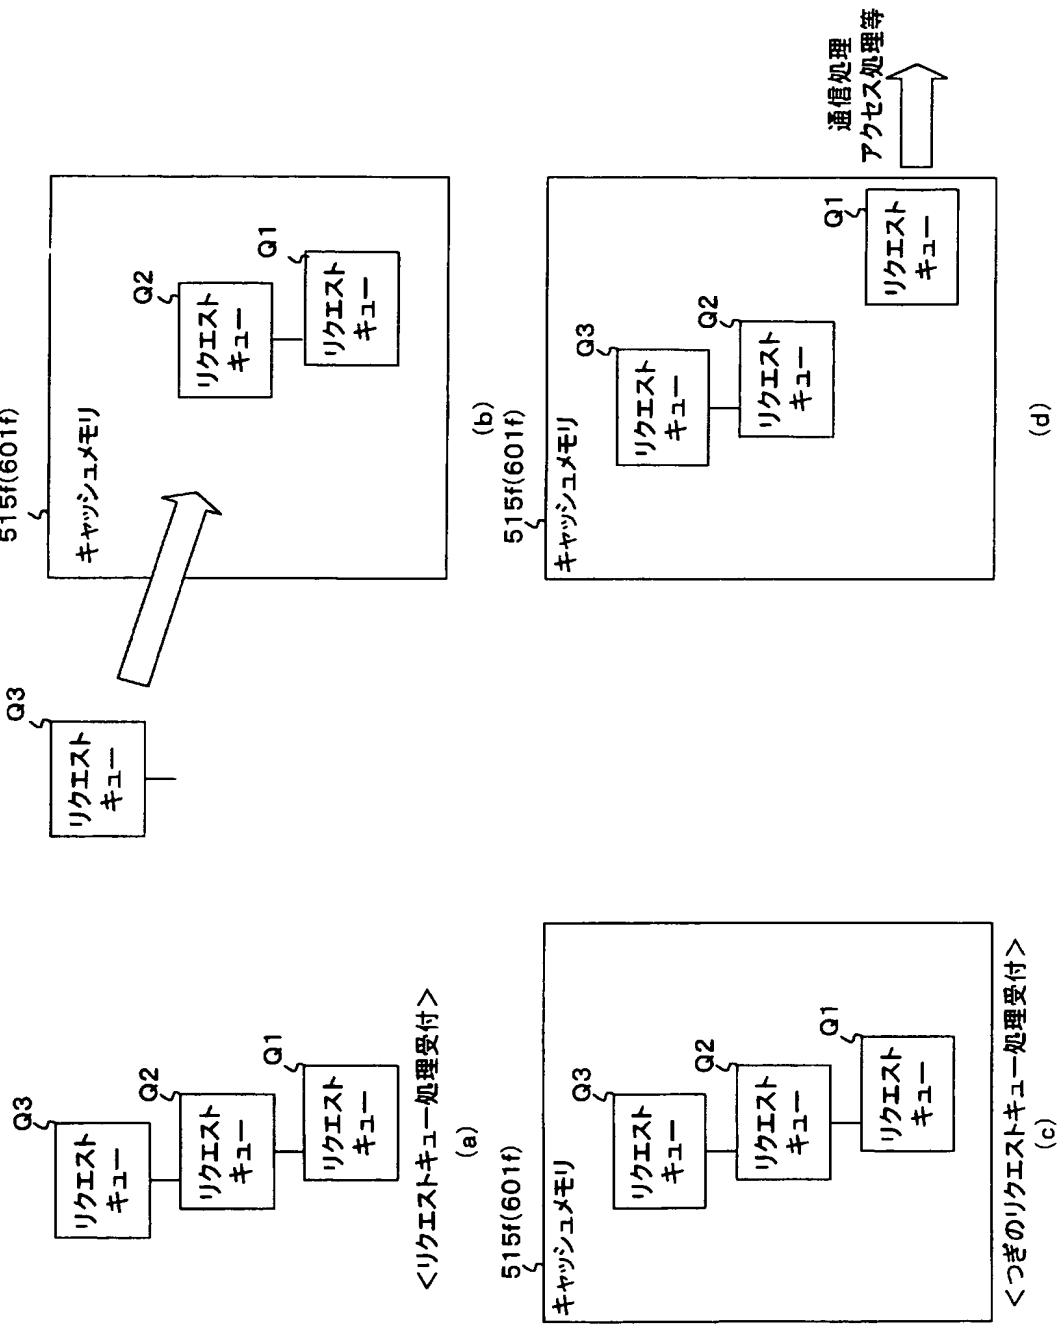 Q3
リクエスト
キュー
Q2
リクエスト
キュー
Q1
リクエスト
キュー
<リクエストキュー処理受付>
(a)
Q3
リクエスト
キュー
515f(601f)
キャッシュメモリ
Q2
リクエスト
キュー
Q1
リクエスト
キュー
(b)
515f(601f)
キャッシュメモリ
Q3
リクエスト
キュー
Q2
リクエスト
キュー
Q1
リクエスト
キュー
<つぎのリクエストキュー処理受付>
(c)
515f(601f)
キャッシュメモリ
Q3
リクエスト
キュー
Q2
リクエスト
キュー
Q1
リクエスト
キュー
通信処理
アクセス処理等
(d)